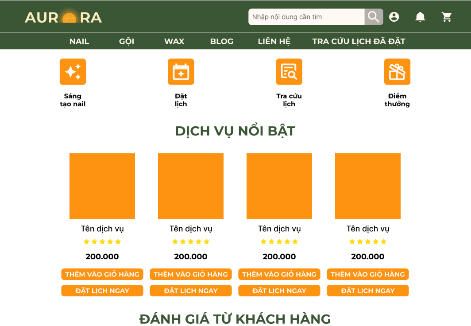 AURORA
Nhập nội dung cần tìm
NAIL GỘI WAX BLOG LIÊN HỆ TRA CỨU LỊCH ĐÃ ĐẶT
Sáng tạo nail
Đặt lịch
Tra cứu lịch
Điểm thưởng
DỊCH VỤ NỔI BẬT
Tên dịch vụ Tên dịch vụ Tên dịch vụ Tên dịch vụ
200.000 200.000 200.000 200.000
THÊM VÀO GIỎ HÀNG THÊM VÀO GIỎ HÀNG THÊM VÀO GIỎ HÀNG THÊM VÀO GIỎ HÀNG
ĐẶT LỊCH NGAY ĐẶT LỊCH NGAY ĐẶT LỊCH NGAY ĐẶT LỊCH NGAY
ĐÁNH GIÁ TỪ KHÁCH HÀNG